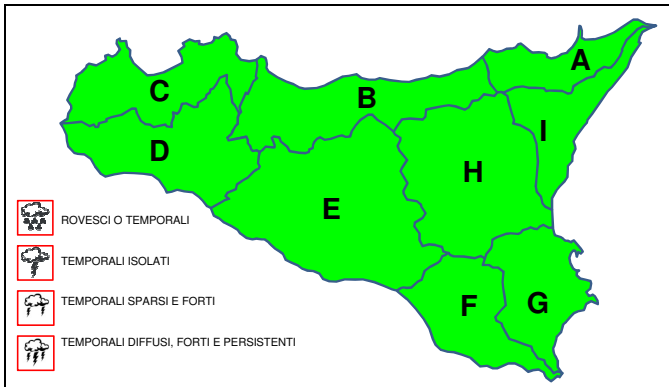 A
C
B
I
D
H
E
ROVESCI O TEMPORALI
TEMPORALI ISOLATI
TEMPORALI SPARSI E FORTI
F
G
TEMPORALI DIFFUSI, FORTI E PERSISTENTI